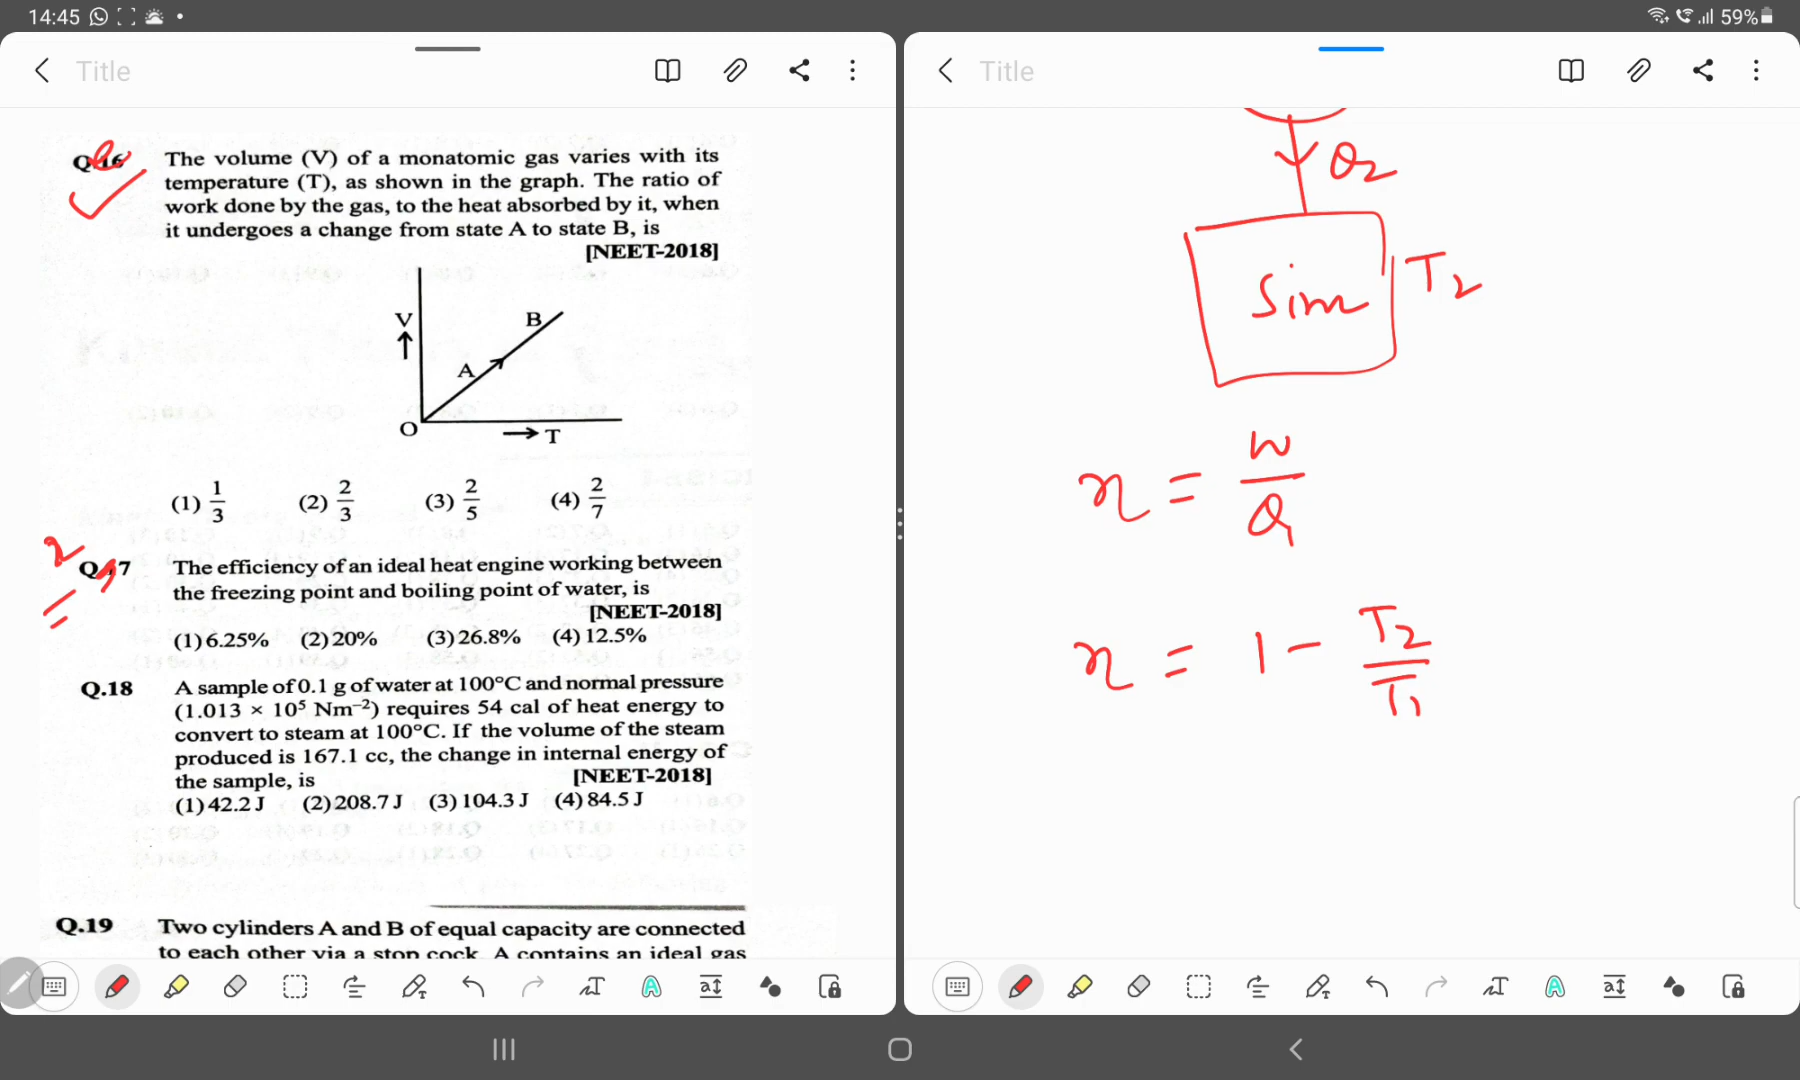 14:45
59%
Title
Q.16 The volume (V) of a monatomic gas varies with its
temperature (T), as shown in the graph. The ratio of
work done by the gas, to the heat absorbed by it, when
it undergoes a change from state A to state B, is
[NEET-2018]
V
B
A
O
T
(1) 1/3 (2) 2/3 (3) 2/5 (4) 2/7
Q.17 The efficiency of an ideal heat engine working between
the freezing point and boiling point of water, is
[NEET-2018]
(1) 6.25% (2) 20% (3) 26.8% (4) 12.5%
Q.18 A sample of 0.1 g of water at 100°C and normal pressure
(1.013 × 10⁵ Nm⁻²) requires 54 cal of heat energy to
convert to steam at 100°C. If the volume of the steam
produced is 167.1 cc, the change in internal energy of
the sample, is [NEET-2018]
(1) 42.2 J (2) 208.7 J (3) 104.3 J (4) 84.5 J
Q.19 Two cylinders A and B of equal capacity are connected
to each other via a stop cock. A contains an ideal gas
Title
Q₂
Sim
T₂
η = W/Q₁
η = 1 - T₂/T₁